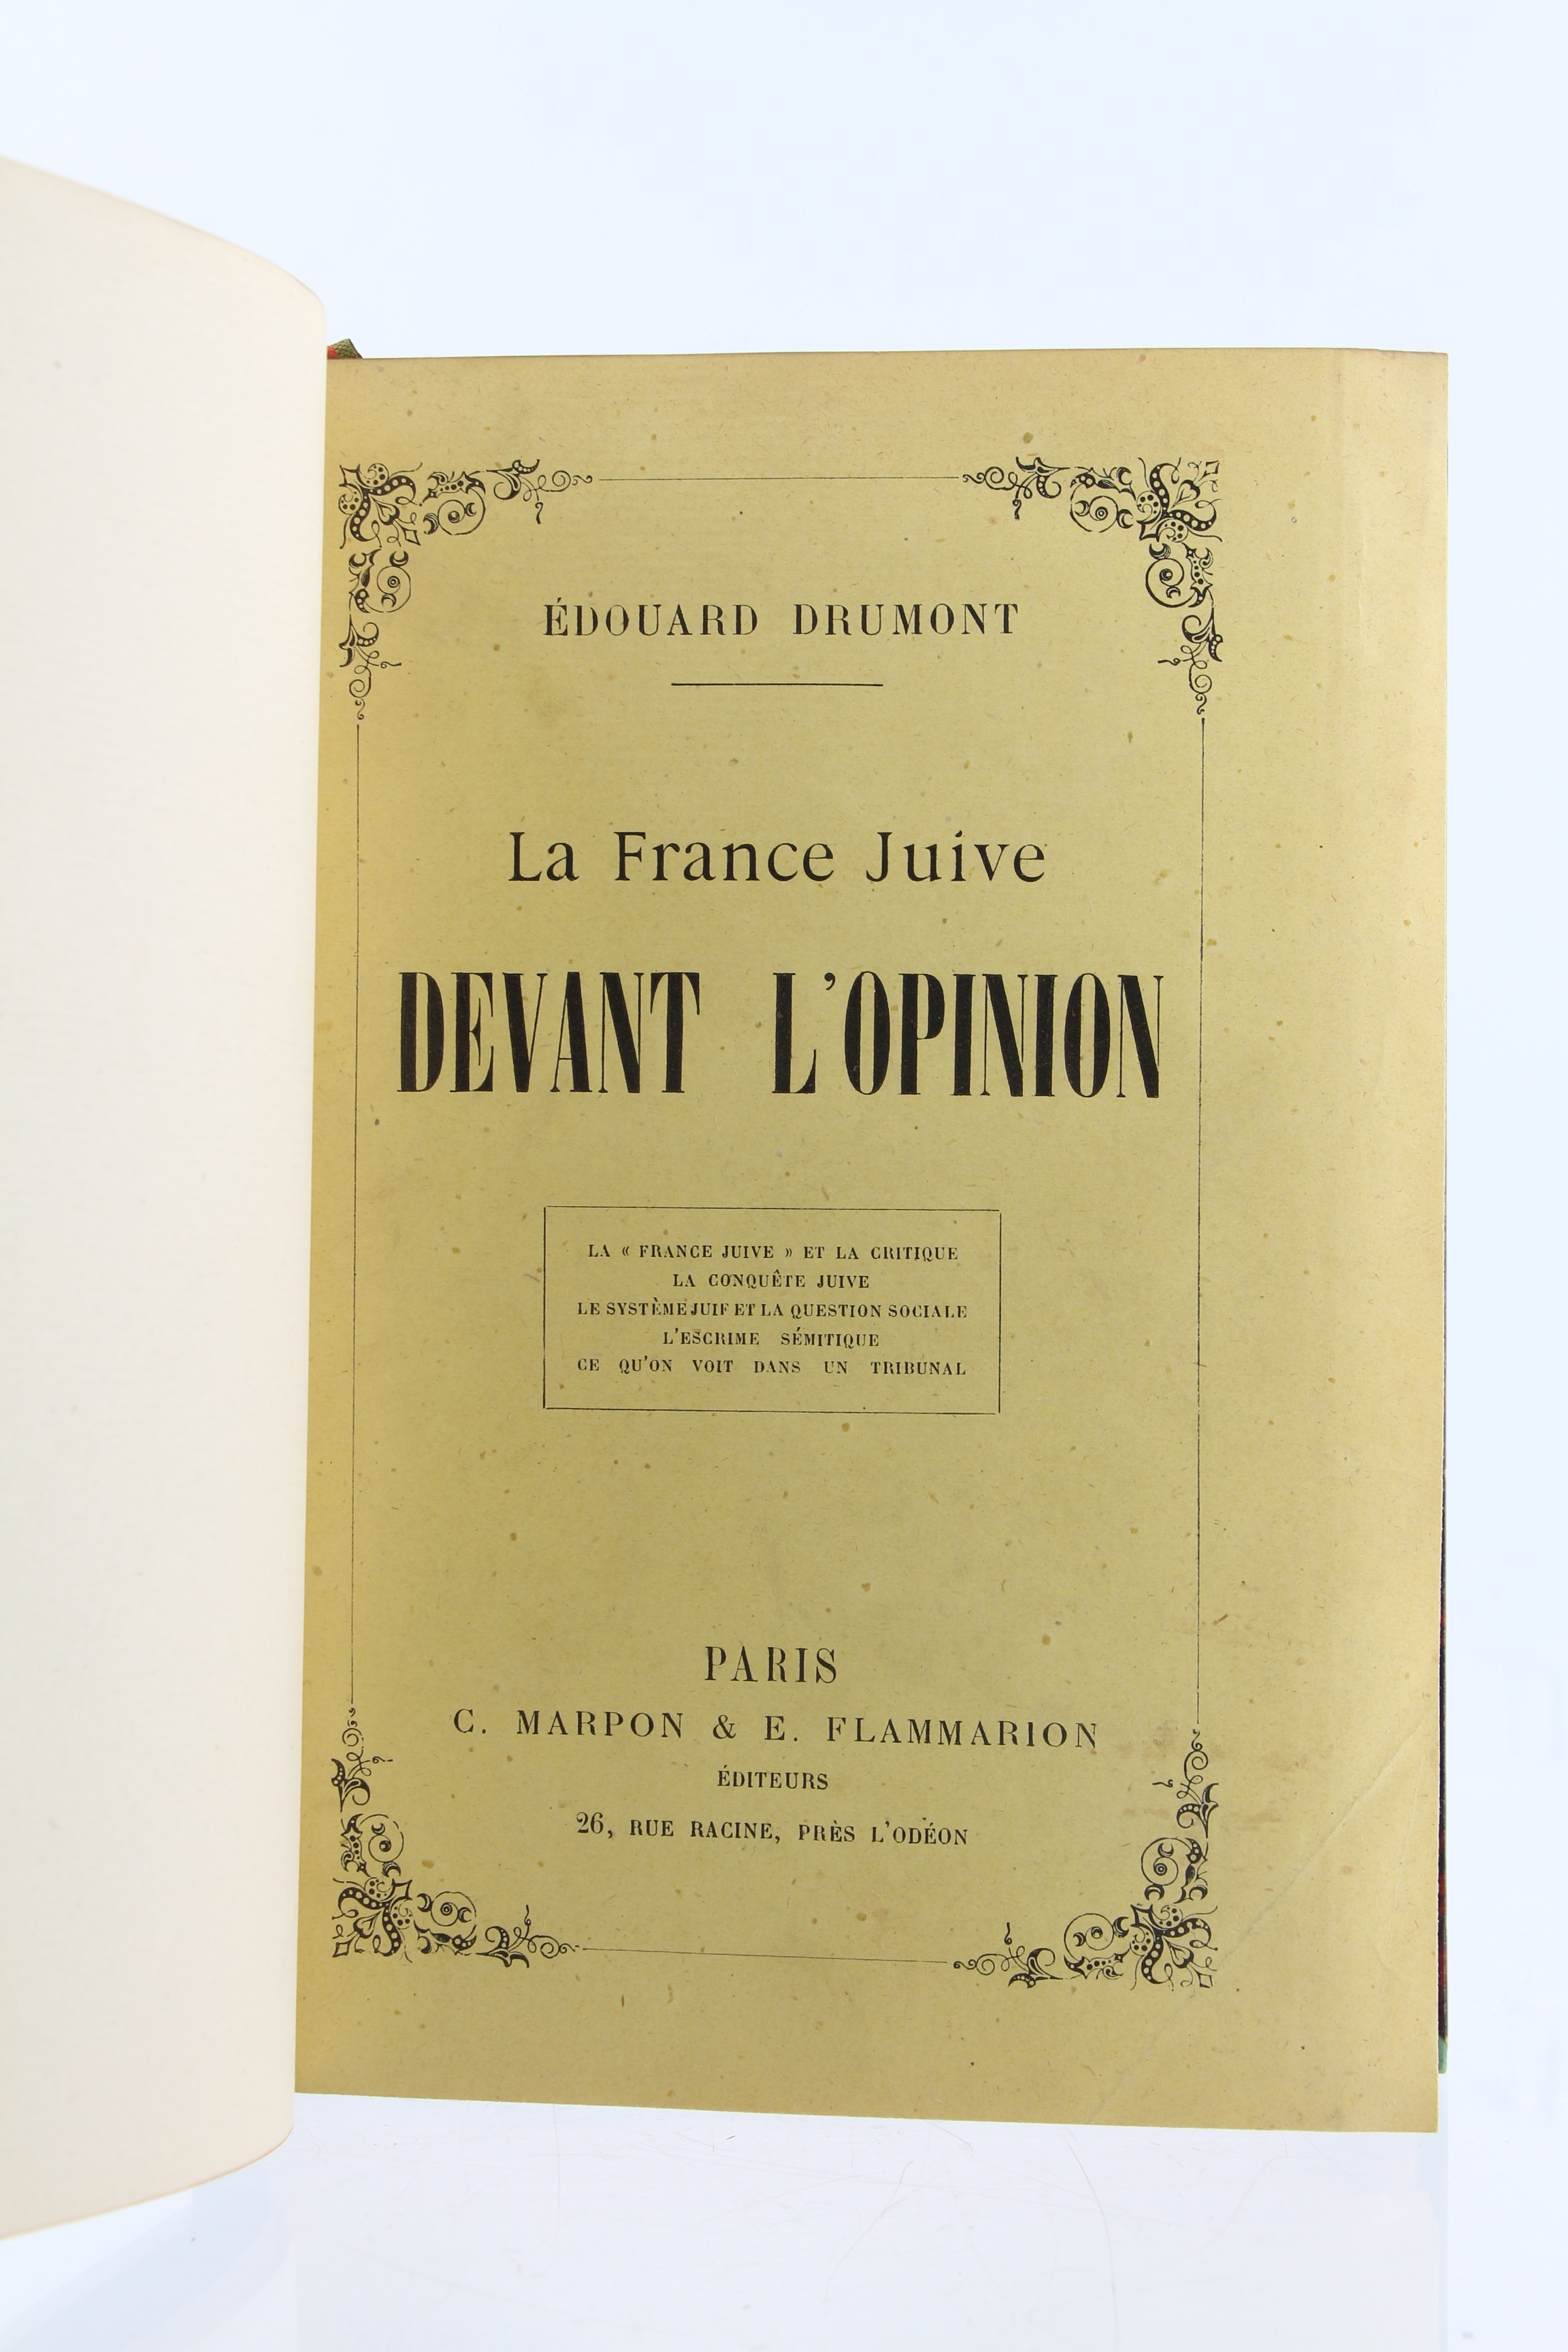 ÉDOUARD DRUMONT
La France Juive
DEVANT L'OPINION
LA « FRANCE JUIVE » ET LA CRITIQUE
LA CONQUÊTE JUIVE
LE SYSTÈME JUIF ET LA QUESTION SOCIALE
L'ESCRIME SÉMITIQUE
CE QU'ON VOIT DANS UN TRIBUNAL
PARIS
C. MARPON & E. FLAMMARION
ÉDITEURS
26, RUE RACINE, PRÈS L'ODÉON